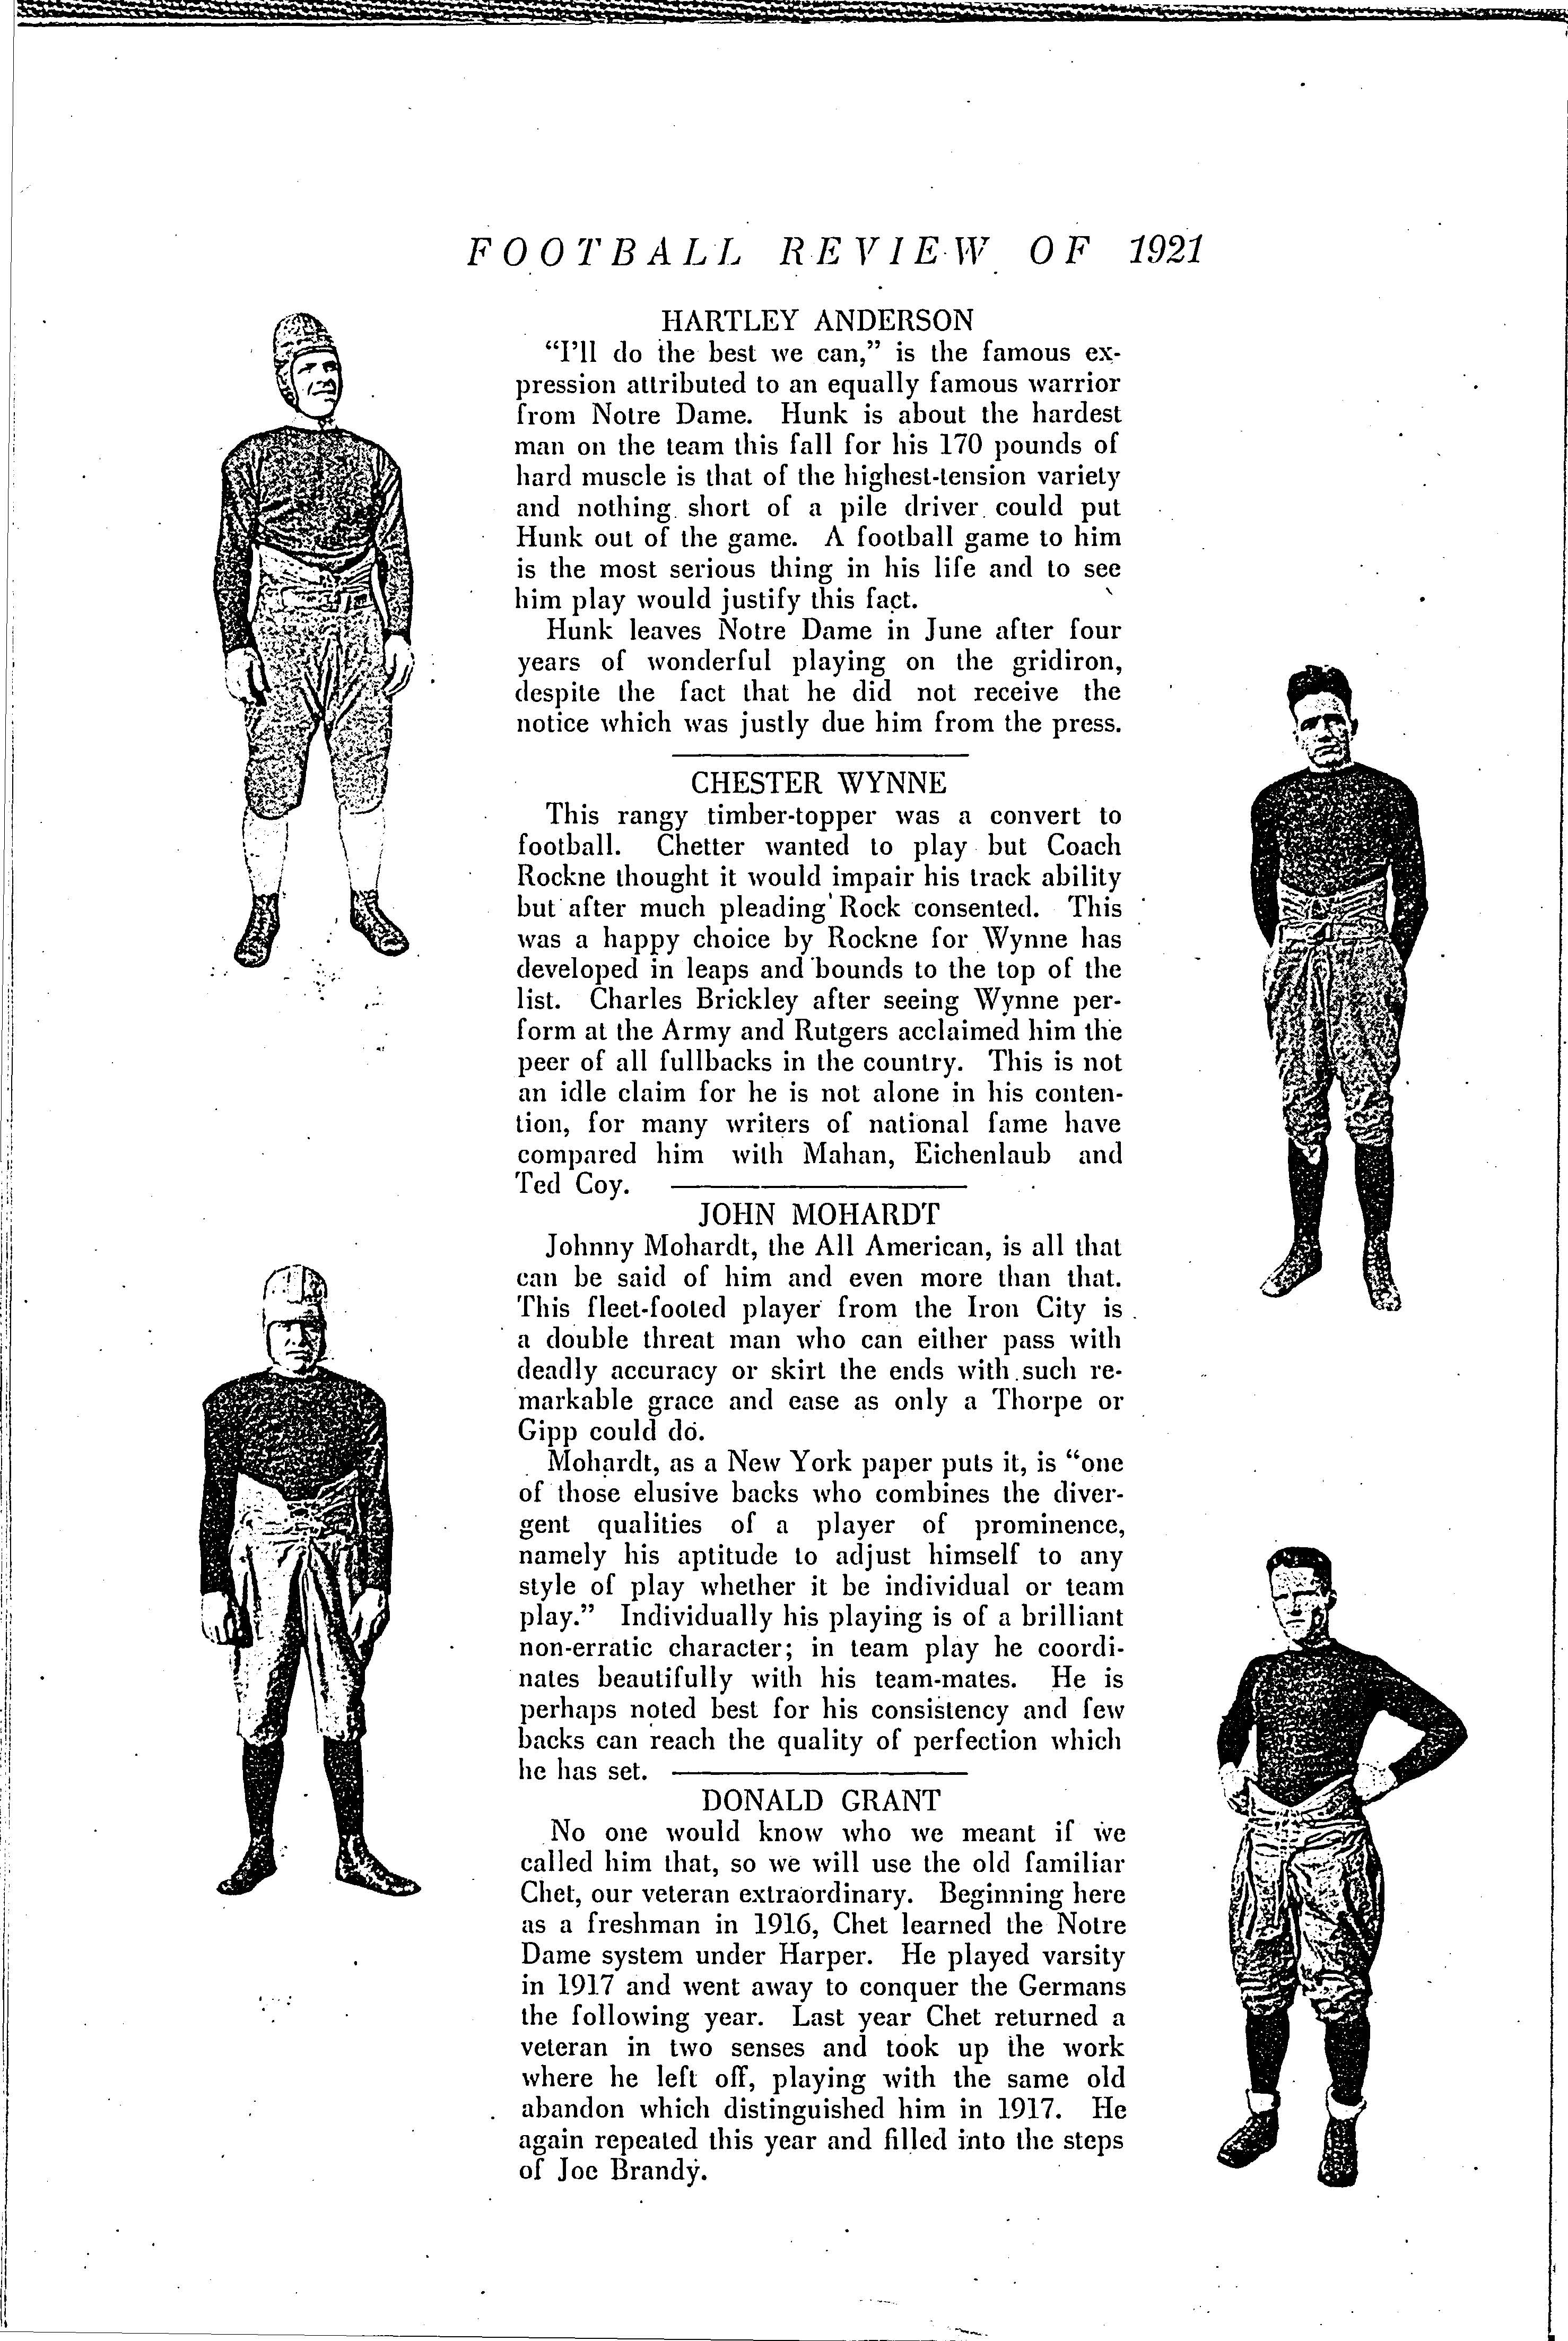 FOOTBALL REVIEW OF 1921
HARTLEY ANDERSON
“I’ll do the best we can,” is the famous ex-
pression attributed to an equally famous warrior
from Notre Dame. Hunk is about the hardest
man on the team this fall for his 170 pounds of
hard muscle is that of the highest-tension variety
and nothing short of a pile driver could put
Hunk out of the game. A football game to him
is the most serious thing in his life and to see
him play would justify this fact.
Hunk leaves Notre Dame in June after four
years of wonderful playing on the gridiron,
despite the fact that he did not receive the
notice which was justly due him from the press.
CHESTER WYNNE
This rangy timber-topper was a convert to
football. Chetter wanted to play but Coach
Rockne thought it would impair his track ability
but after much pleading Rock consented. This
was a happy choice by Rockne for Wynne has
developed in leaps and bounds to the top of the
list. Charles Brickley after seeing Wynne per-
form at the Army and Rutgers acclaimed him the
peer of all fullbacks in the country. This is not
an idle claim for he is not alone in his conten-
tion, for many writers of national fame have
compared him with Mahan, Eichenlaub and
Ted Coy.
JOHN MOHARDT
Johnny Mohardt, the All American, is all that
can be said of him and even more than that.
This fleet-footed player from the Iron City is
a double threat man who can either pass with
deadly accuracy or skirt the ends with such re-
markable grace and ease as only a Thorpe or
Gipp could do.
Mohardt, as a New York paper puts it, is “one
of those elusive backs who combines the diver-
gent qualities of a player of prominence,
namely his aptitude to adjust himself to any
style of play whether it be individual or team
play.” Individually his playing is of a brilliant
non-erratic character; in team play he coordi-
nates beautifully with his team-mates. He is
perhaps noted best for his consistency and few
backs can reach the quality of perfection which
he has set.
DONALD GRANT
No one would know who we meant if we
called him that, so we will use the old familiar
Chet, our veteran extraordinary. Beginning here
as a freshman in 1916, Chet learned the Notre
Dame system under Harper. He played varsity
in 1917 and went away to conquer the Germans
the following year. Last year Chet returned a
veteran in two senses and took up the work
where he left off, playing with the same old
abandon which distinguished him in 1917. He
again repeated this year and filled into the steps
of Joe Brandy.